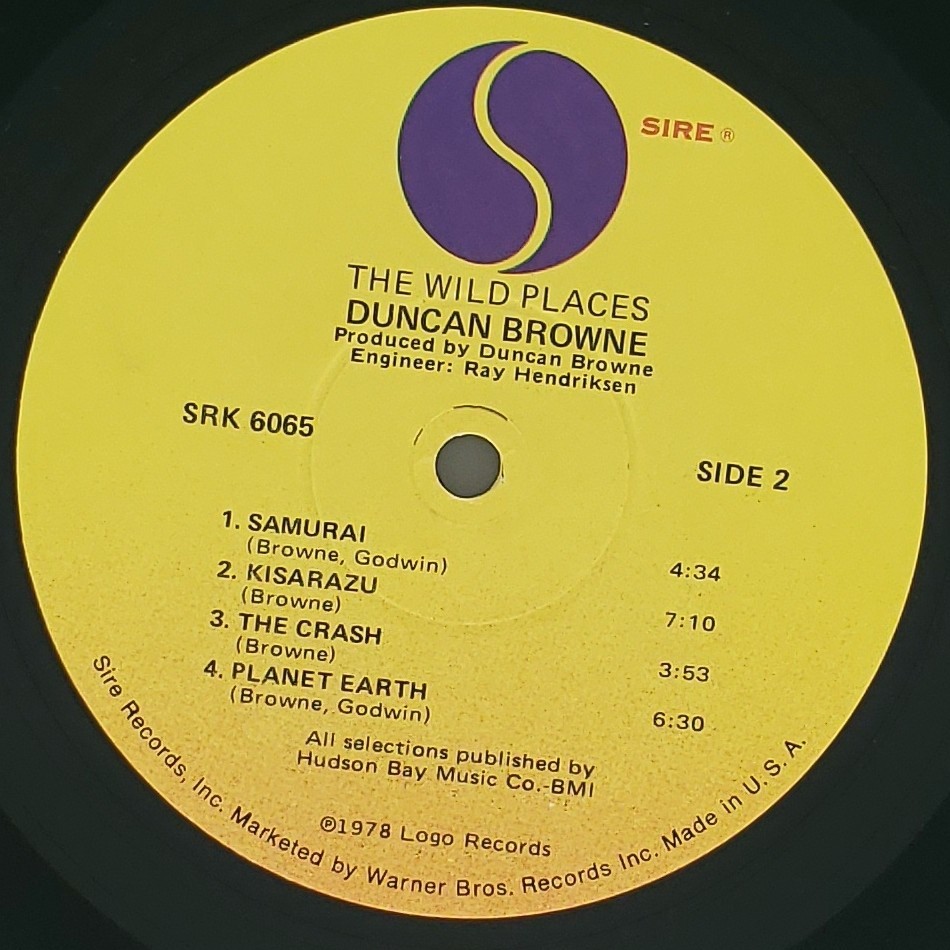 SIRE ®
THE WILD PLACES
DUNCAN BROWNE
Produced by Duncan Browne
Engineer: Ray Hendriksen
SRK 6065
SIDE 2
1. SAMURAI
(Browne, Godwin) 4:34
2. KISARAZU
(Browne) 7:10
3. THE CRASH
(Browne) 3:53
4. PLANET EARTH
(Browne, Godwin) 6:30
All selections published by
Hudson Bay Music Co.-BMI
℗1978 Logo Records
Sire Records, Inc. Marketed by Warner Bros. Records Inc. Made in U. S. A.